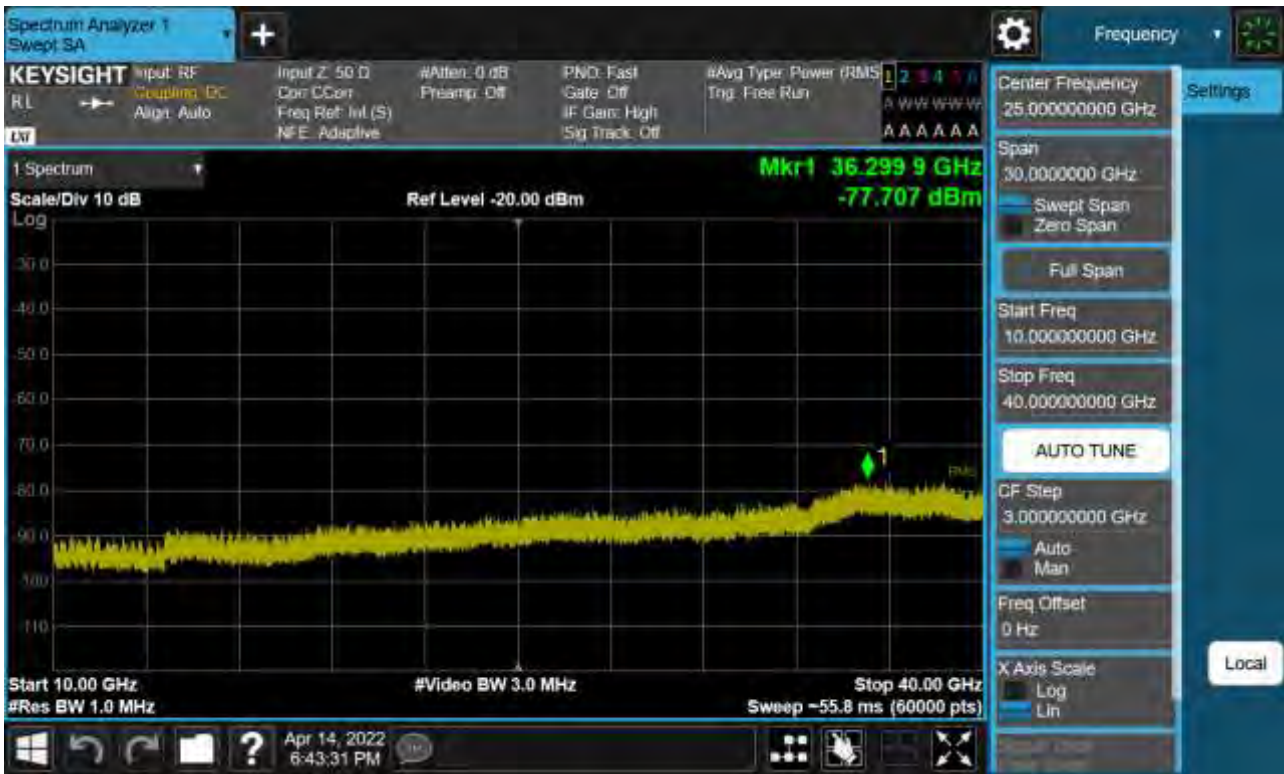 Spectrum Analyzer 1
Swept SA
+
Frequency
KEYSIGHT
RL
LXI
Input: RF
Coupling: DC
Align: Auto
Input Z: 50 Ω
Corr CCorr
Freq Ref: Int (S)
NFE: Adaptive
#Atten: 0 dB
Preamp: Off
PNO: Fast
Gate: Off
IF Gain: High
Sig Track: Off
#Avg Type: Power (RMS
Trig: Free Run
1 2 3 4 5 6
A W W W W W
A A A A A A
1 Spectrum
Scale/Div 10 dB
Log
Ref Level -20.00 dBm
Mkr1 36.299 9 GHz
-77.707 dBm
-30.0
-40.0
-50.0
-60.0
-70.0
-80.0
-90.0
-100
-110
1
RMS
Start 10.00 GHz
#Res BW 1.0 MHz
#Video BW 3.0 MHz
Stop 40.00 GHz
Sweep ~55.8 ms (60000 pts)
Center Frequency
25.000000000 GHz
Span
30.0000000 GHz
Swept Span
Zero Span
Full Span
Start Freq
10.000000000 GHz
Stop Freq
40.000000000 GHz
AUTO TUNE
CF Step
3.000000000 GHz
Auto
Man
Freq Offset
0 Hz
X Axis Scale
Log
Lin
Settings
Local
?
Apr 14, 2022
6:43:31 PM